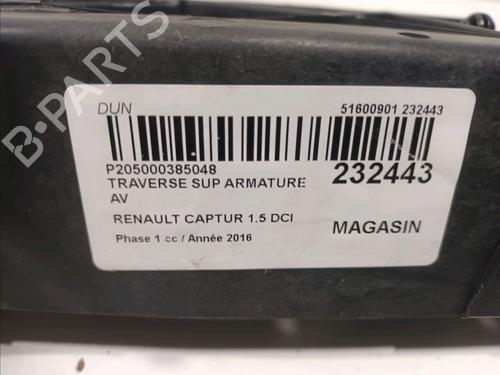 B-PARTS
DUN 51600901 232443
P205000385048
TRAVERSE SUP ARMATURE 232443
AV
RENAULT CAPTUR 1.5 DCI MAGASIN
Phase 1 cc / Année 2016